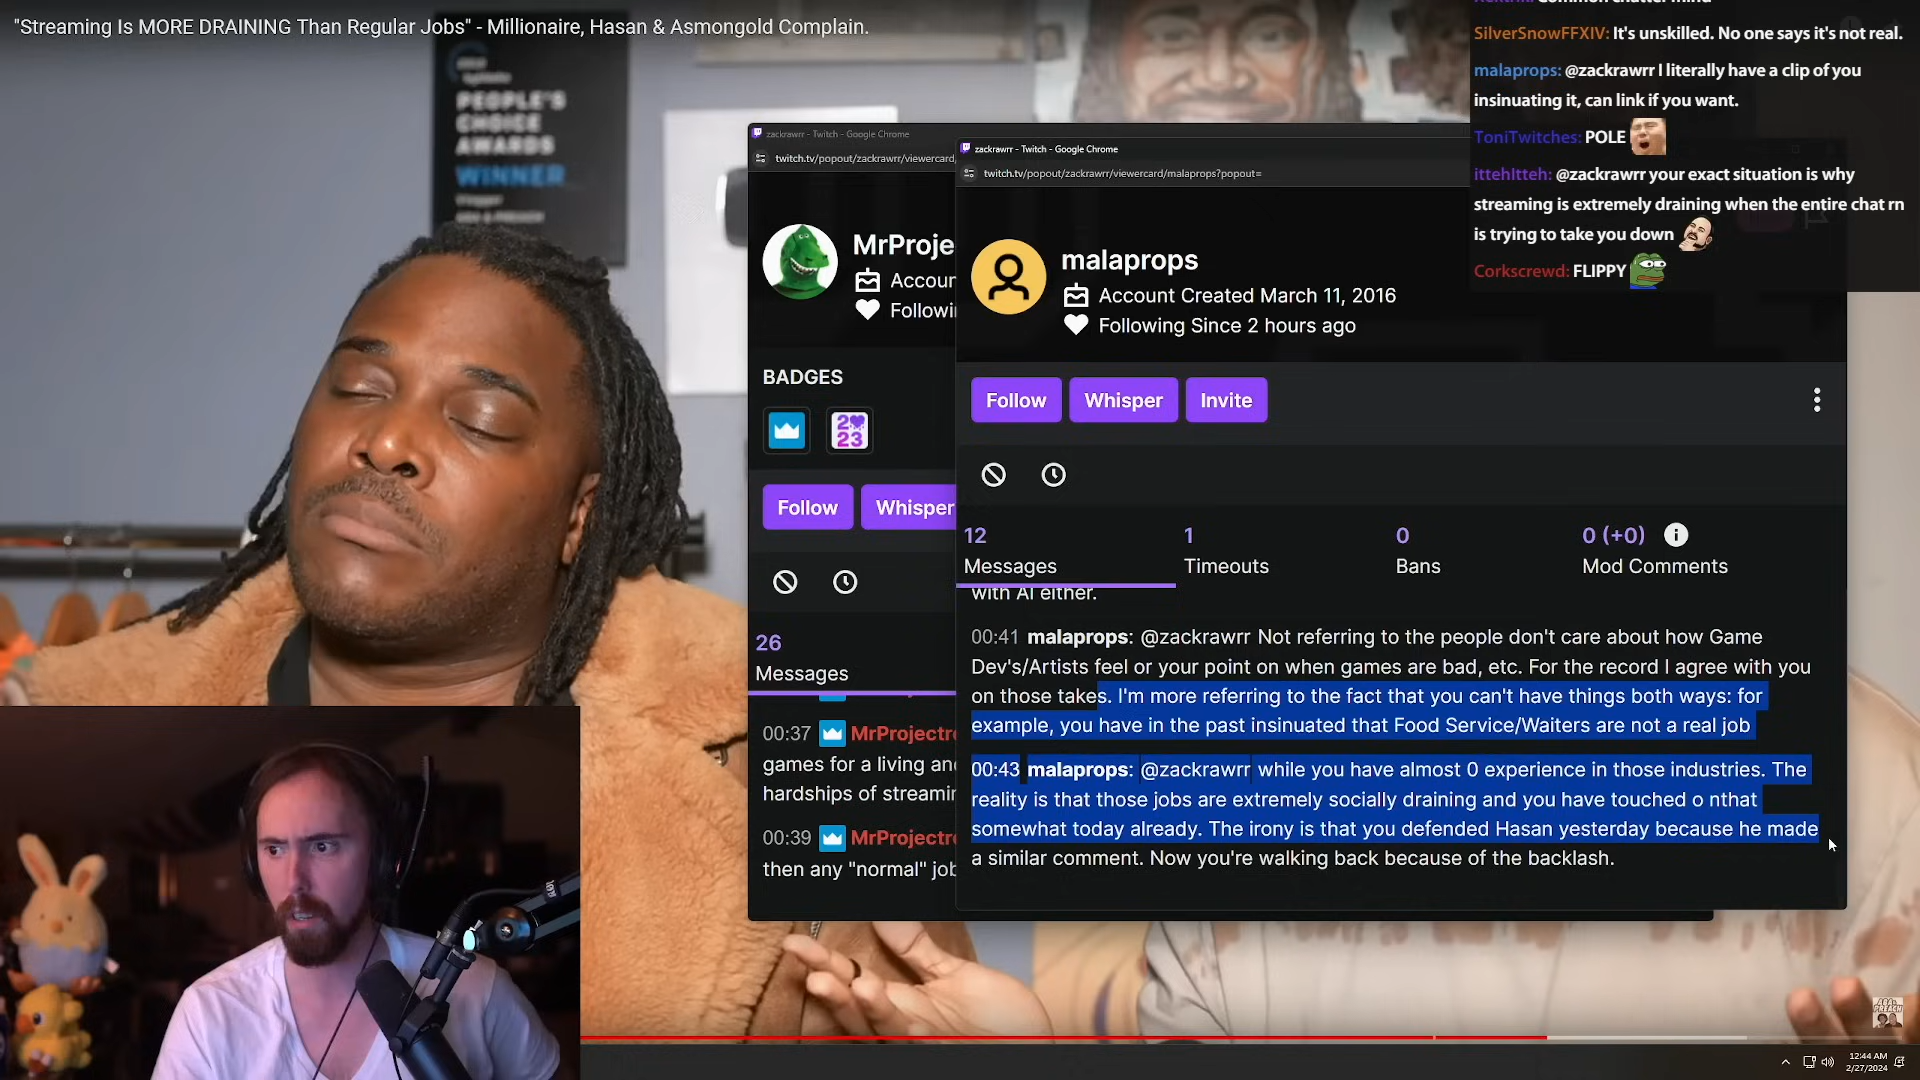 "Streaming Is MORE DRAINING Than Regular Jobs" - Millionaire, Hasan & Asmongold Complain.
PEOPLE'S
CHOICE
AWARDS
WINNER
SilverSnowFFXIV: It's unskilled. No one says it's not real.
malaprops: @zackrawrr I literally have a clip of you
insinuating it, can link if you want.
ToniTwitches: POLE
ittehItteh: @zackrawrr your exact situation is why
streaming is extremely draining when the entire chat rn
is trying to take you down
Corkscrewd: FLIPPY
zackrawrr - Twitch - Google Chrome
twitch.tv/popout/zackrawrr/viewercard
MrProje
Accour
Followi
BADGES
2 23
Follow
Whisper
26
Messages
00:37 MrProjectr
games for a living and
hardships of streamin
00:39 MrProjectr
then any "normal" job
zackrawrr - Twitch - Google Chrome
twitch.tv/popout/zackrawrr/viewercard/malaprops?popout=
malaprops
Account Created March 11, 2016
Following Since 2 hours ago
Follow
Whisper
Invite
12 1 0 0 (+0)
Messages Timeouts Bans Mod Comments
with AI either.
00:41 malaprops: @zackrawrr Not referring to the people don't care about how Game
Dev's/Artists feel or your point on when games are bad, etc. For the record I agree with you
on those takes. I'm more referring to the fact that you can't have things both ways: for
example, you have in the past insinuated that Food Service/Waiters are not a real job
00:43 malaprops: @zackrawrr while you have almost 0 experience in those industries. The
reality is that those jobs are extremely socially draining and you have touched o nthat
somewhat today already. The irony is that you defended Hasan yesterday because he made
a similar comment. Now you're walking back because of the backlash.
PREACH
12:44 AM
2/27/2024